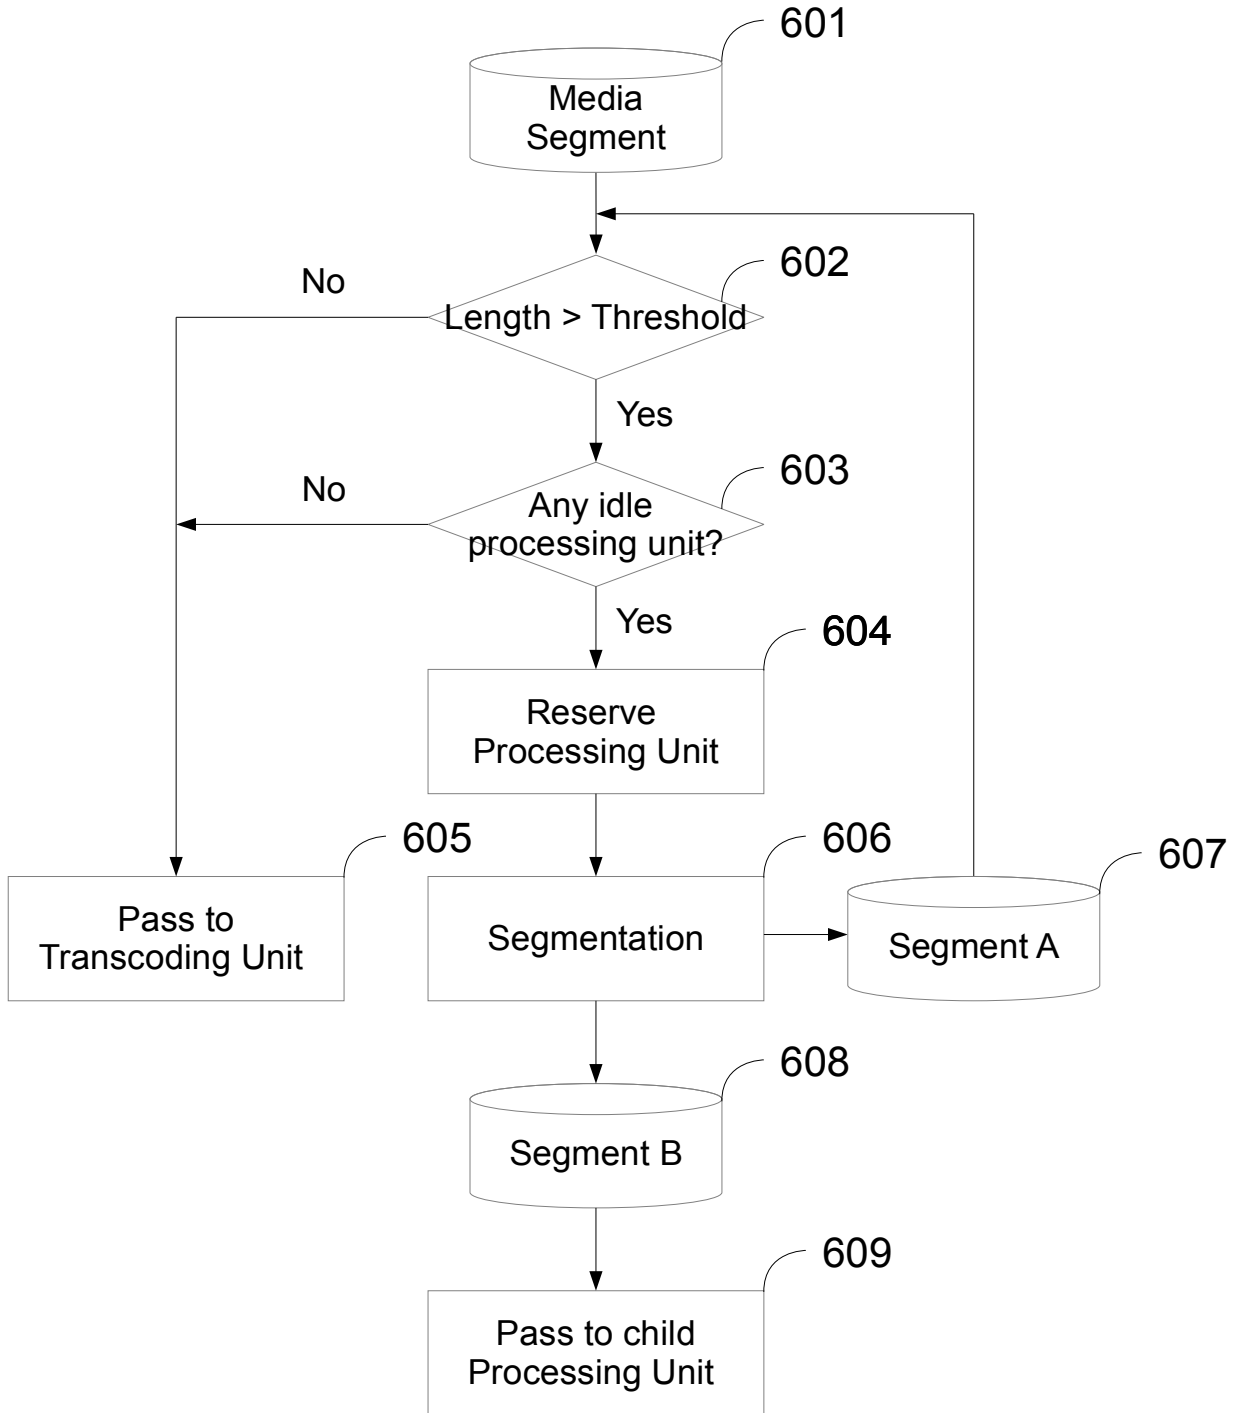 601
Media
Segment
602
No
Length > Threshold
Yes
603
No
Any idle
processing unit?
Yes
604
Reserve
Processing Unit
605
606
607
Pass to
Transcoding Unit
Segmentation
Segment A
608
Segment B
609
Pass to child
Processing Unit